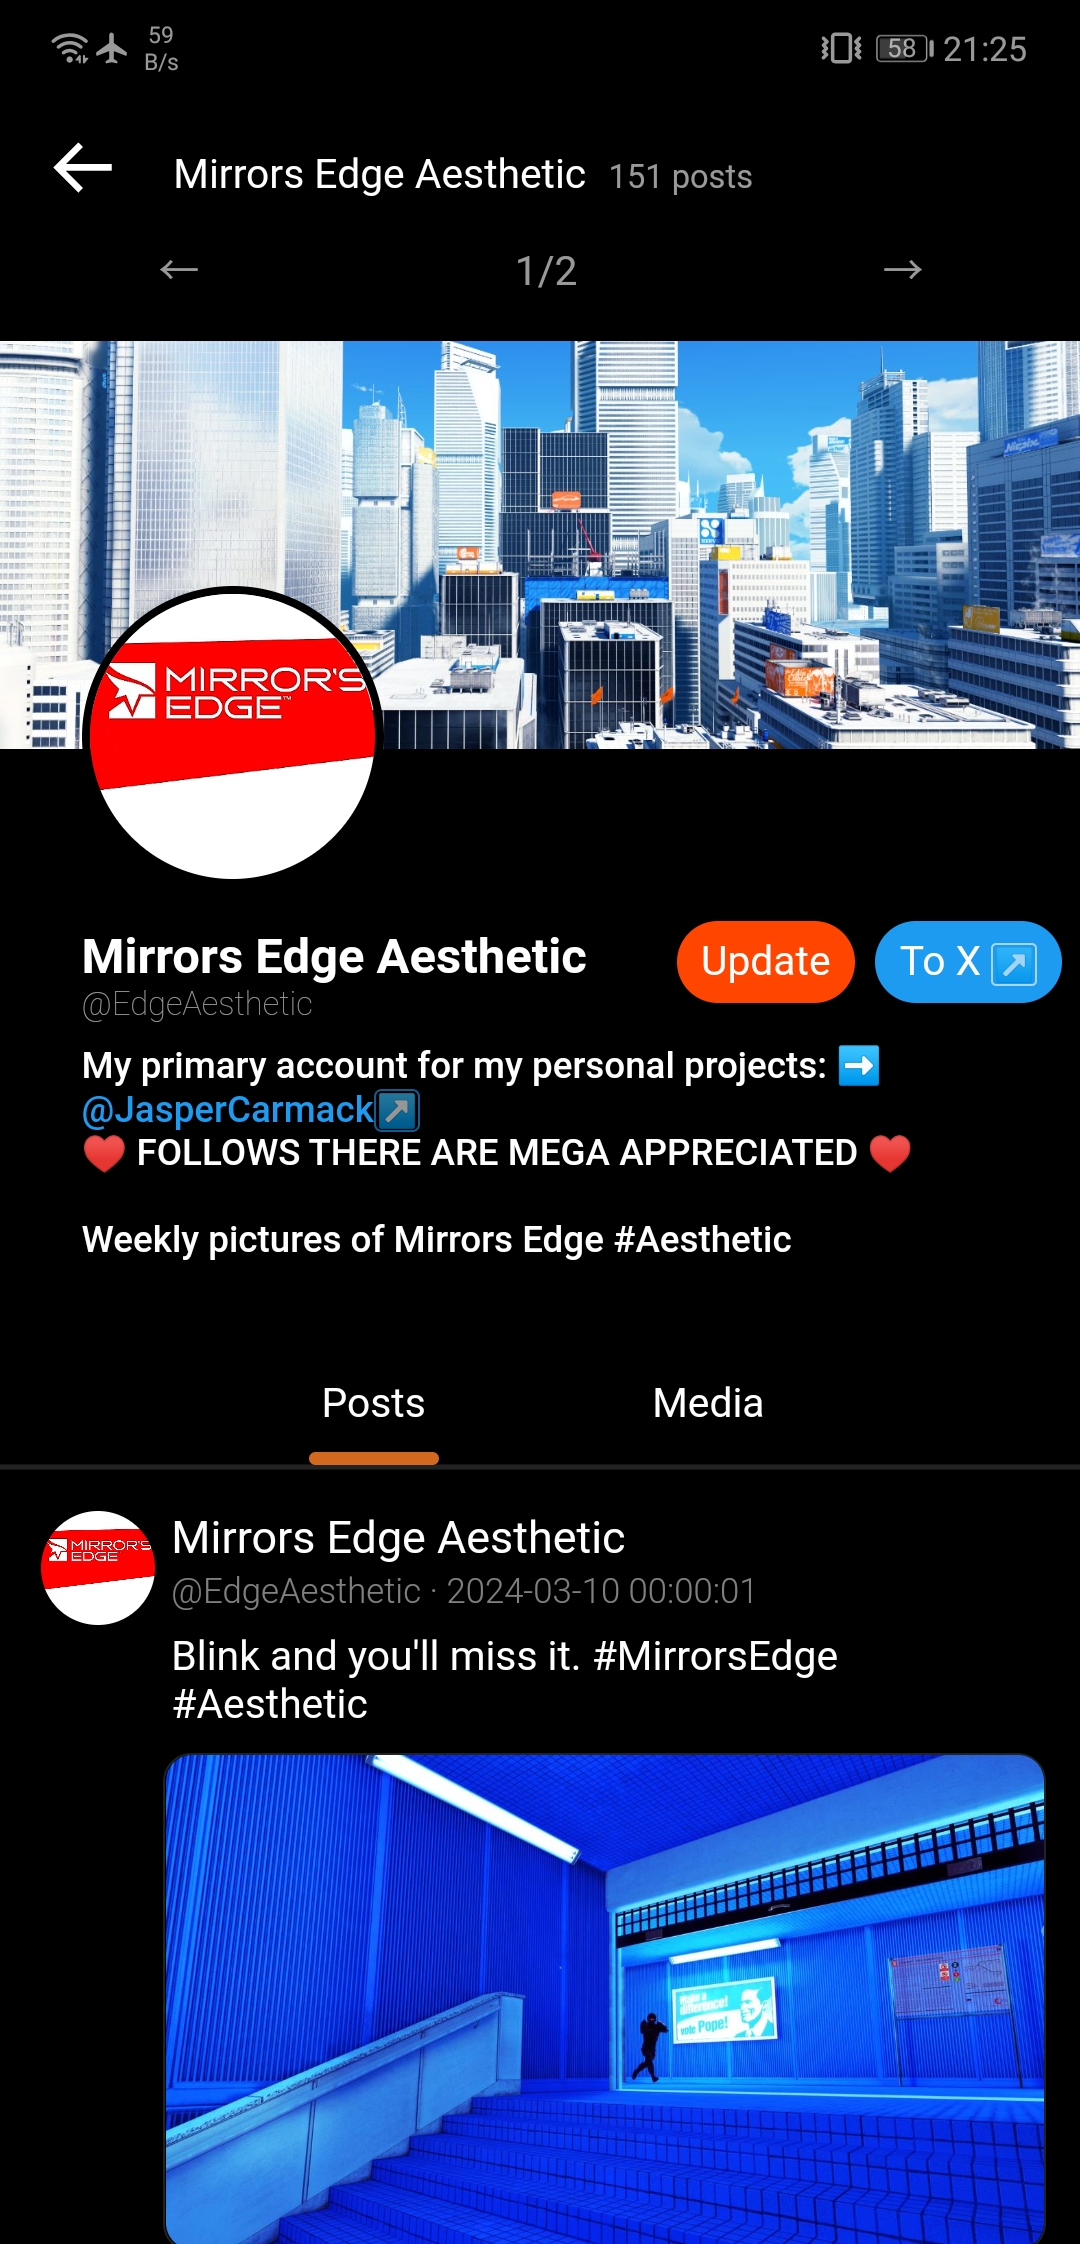 59
B/s
58
21:25
Mirrors Edge Aesthetic 151 posts
← 1/2 →
MIRROR'S
EDGE™
Mirrors Edge Aesthetic
Update
To X
@EdgeAesthetic
My primary account for my personal projects: ➡️
@JasperCarmack↗️
♥️ FOLLOWS THERE ARE MEGA APPRECIATED ♥️
Weekly pictures of Mirrors Edge #Aesthetic
Posts Media
MIRROR'S
EDGE
Mirrors Edge Aesthetic
@EdgeAesthetic · 2024-03-10 00:00:01
Blink and you'll miss it. #MirrorsEdge
#Aesthetic
Make a
difference!
vote Pope!